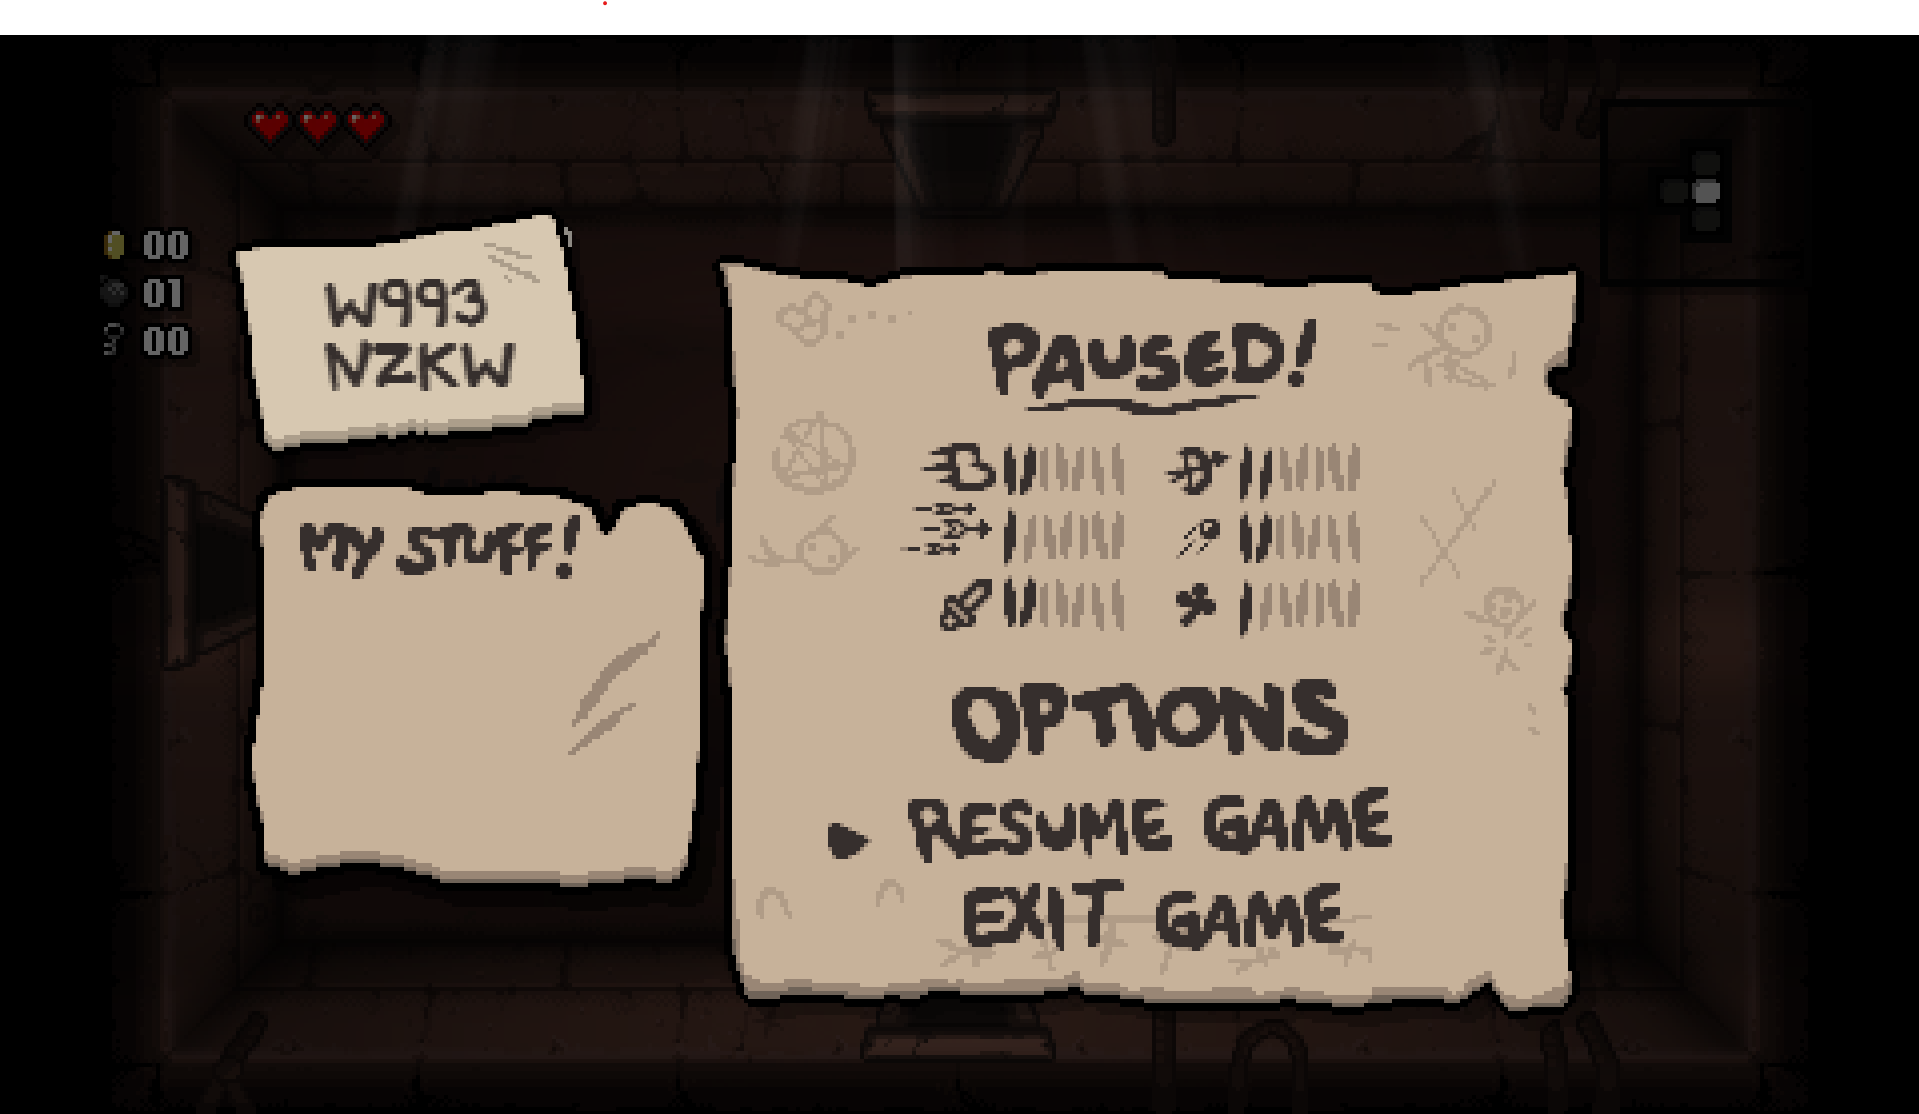 00
01
00
W993
NZKW
MY STUFF!
PAUSED!
OPTIONS
RESUME GAME
EXIT GAME